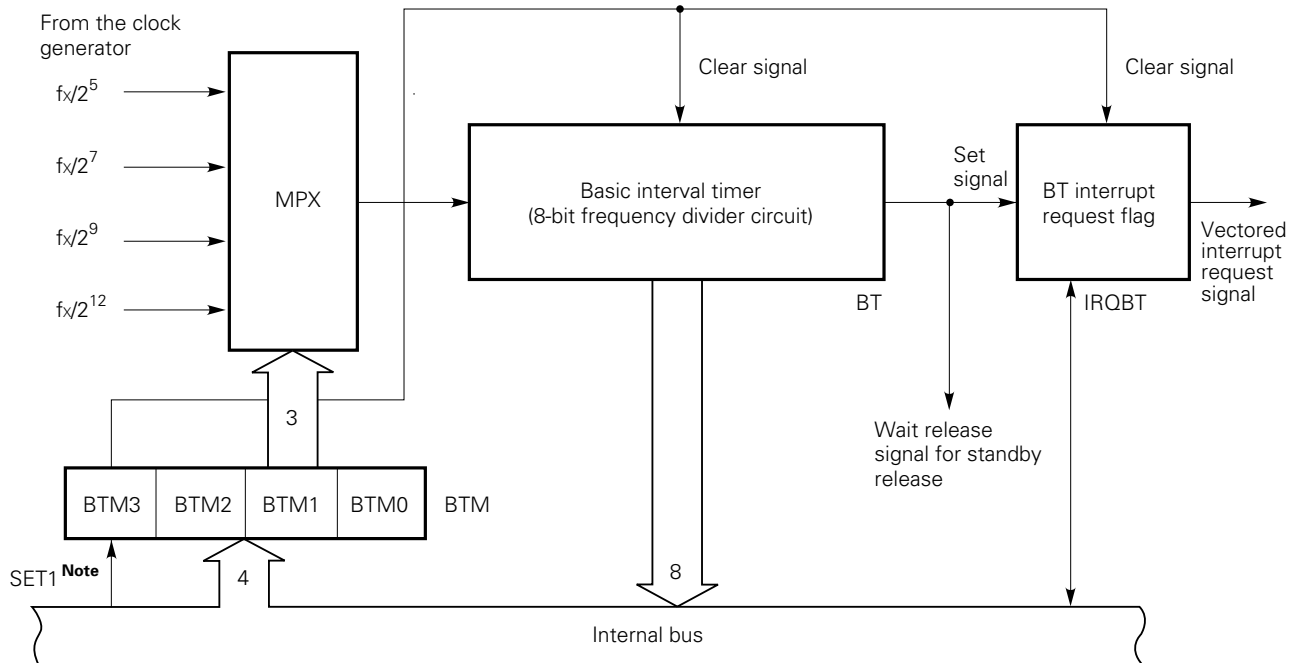 From the clock
generator
fx/2^5
fx/2^7
fx/2^9
fx/2^12
MPX
Clear signal
Clear signal
Basic interval timer
(8-bit frequency divider circuit)
BT
Set
signal
BT interrupt
request flag
IRQBT
Vectored
interrupt
request
signal
Wait release
signal for standby
release
3
BTM3 BTM2 BTM1 BTM0 BTM
SET1 Note
4
8
Internal bus